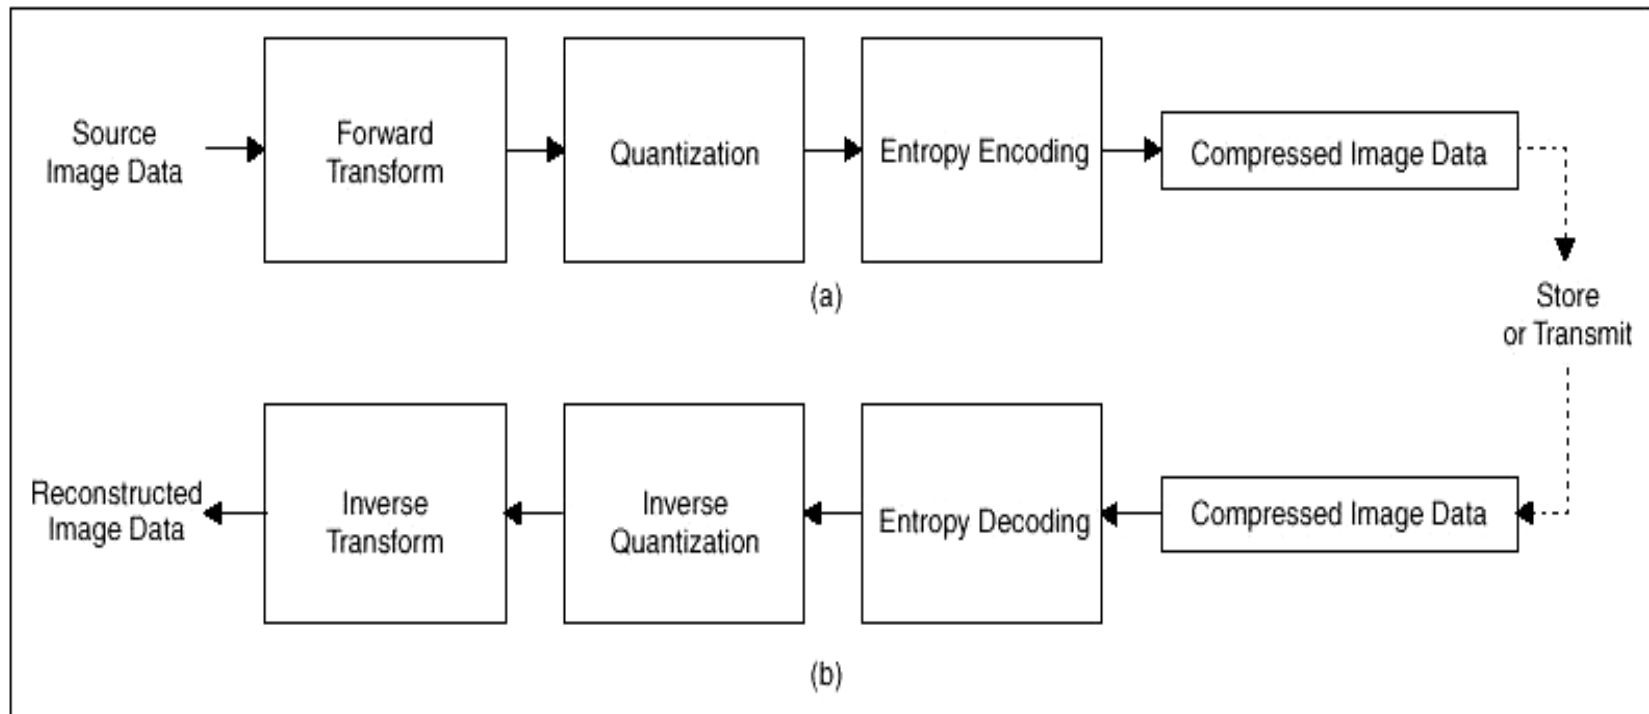 Source
Image Data
Forward
Transform
Quantization
Entropy Encoding
Compressed Image Data
(a)
Store
or Transmit
Reconstructed
Image Data
Inverse
Transform
Inverse
Quantization
Entropy Decoding
Compressed Image Data
(b)